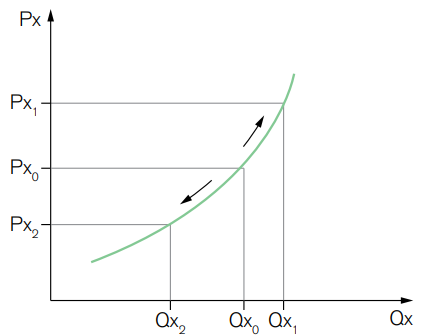 Px
Px₁
Px₀
Px₂
Qx₂
Qx₀
Qx₁
Qx